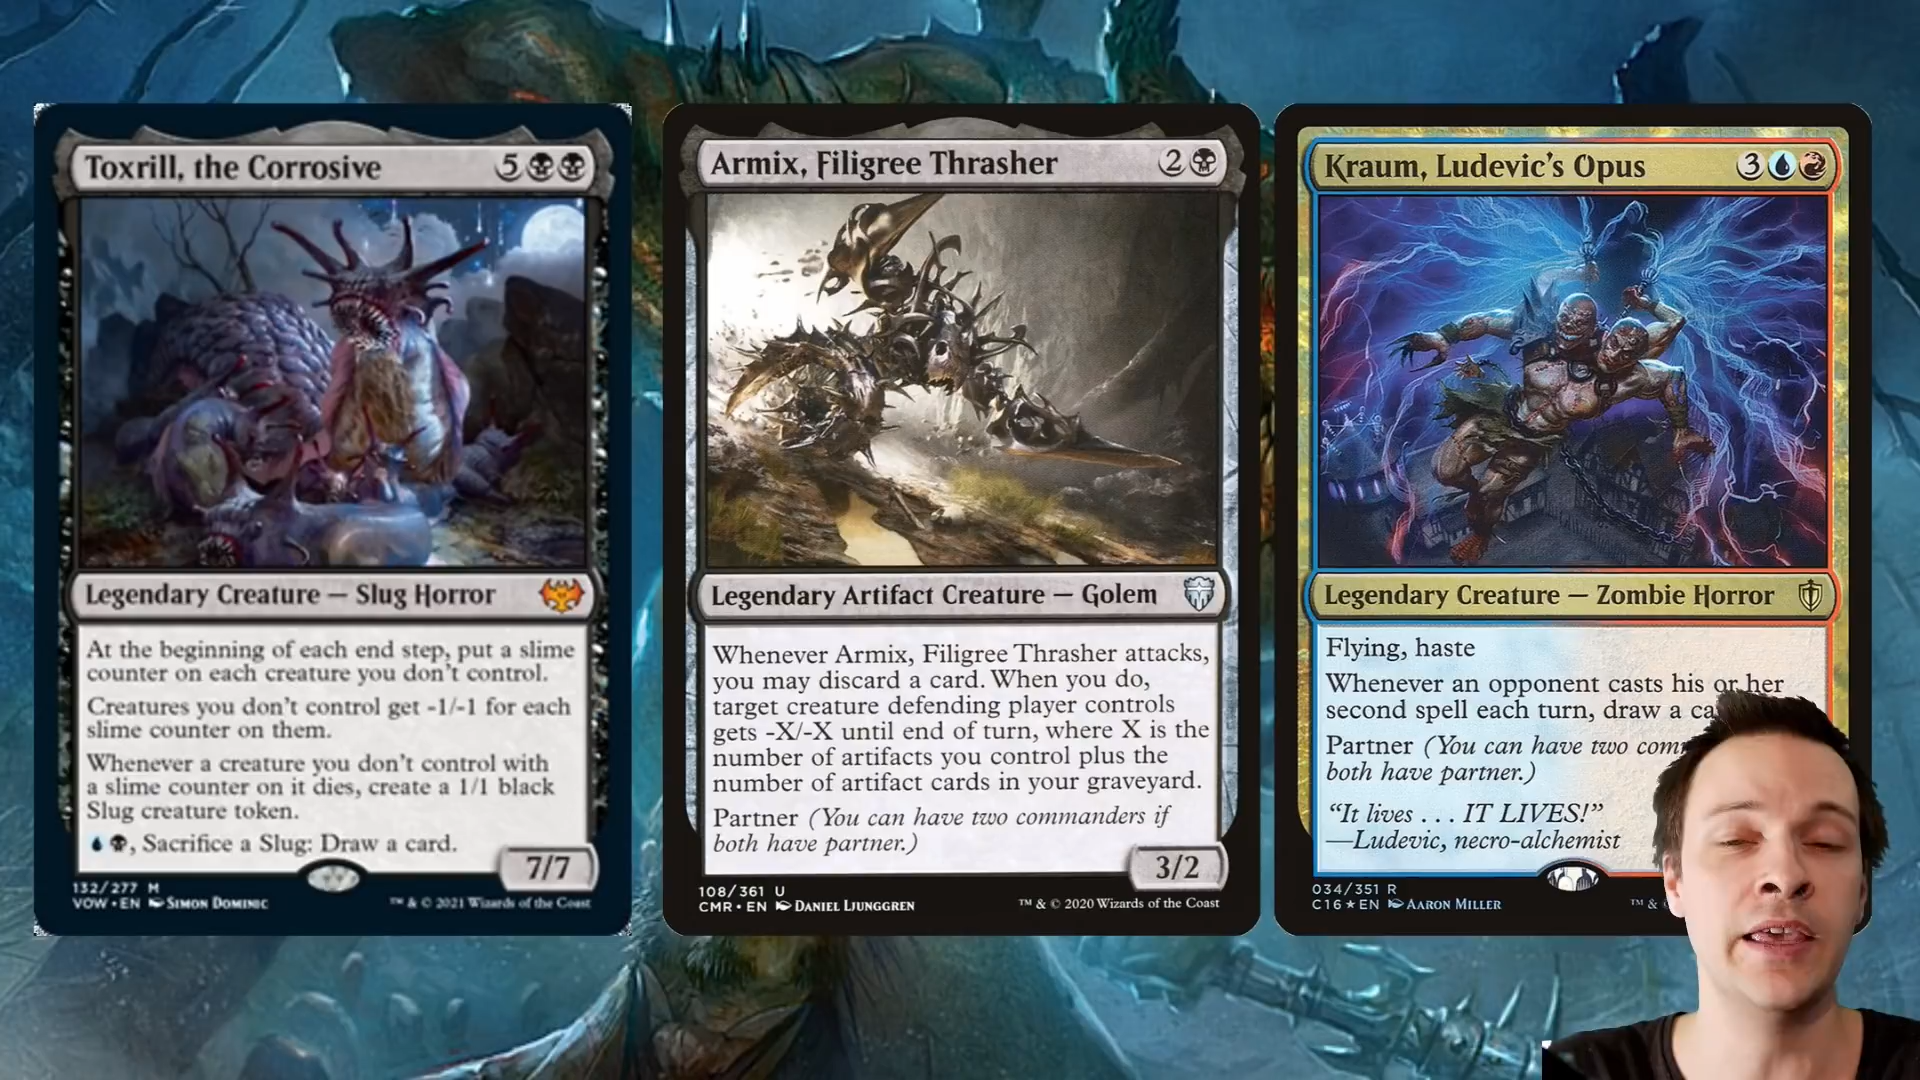 Toxrill, the Corrosive 5
Legendary Creature — Slug Horror
At the beginning of each end step, put a slime
counter on each creature you don't control.
Creatures you don't control get -1/-1 for each
slime counter on them.
Whenever a creature you don't control with
a slime counter on it dies, create a 1/1 black
Slug creature token.
, Sacrifice a Slug: Draw a card.
7/7
132/277 M
VOW • EN Simon Dominic
™ & © 2021 Wizards of the Coast
Armix, Filigree Thrasher 2
Legendary Artifact Creature — Golem
Whenever Armix, Filigree Thrasher attacks,
you may discard a card. When you do,
target creature defending player controls
gets -X/-X until end of turn, where X is the
number of artifacts you control plus the
number of artifact cards in your graveyard.
Partner (You can have two commanders if
both have partner.)
3/2
108/361 U
CMR • EN Daniel Ljunggren
™ & © 2020 Wizards of the Coast
Kraum, Ludevic's Opus 3
Legendary Creature — Zombie Horror
Flying, haste
Whenever an opponent casts his or her
second spell each turn, draw a
Partner (You can have two
both have partner.)
“It lives . . . IT LIVES!”
—Ludevic, necro-alchemist
034/351 R
C16 ★ EN Aaron Miller
™ &